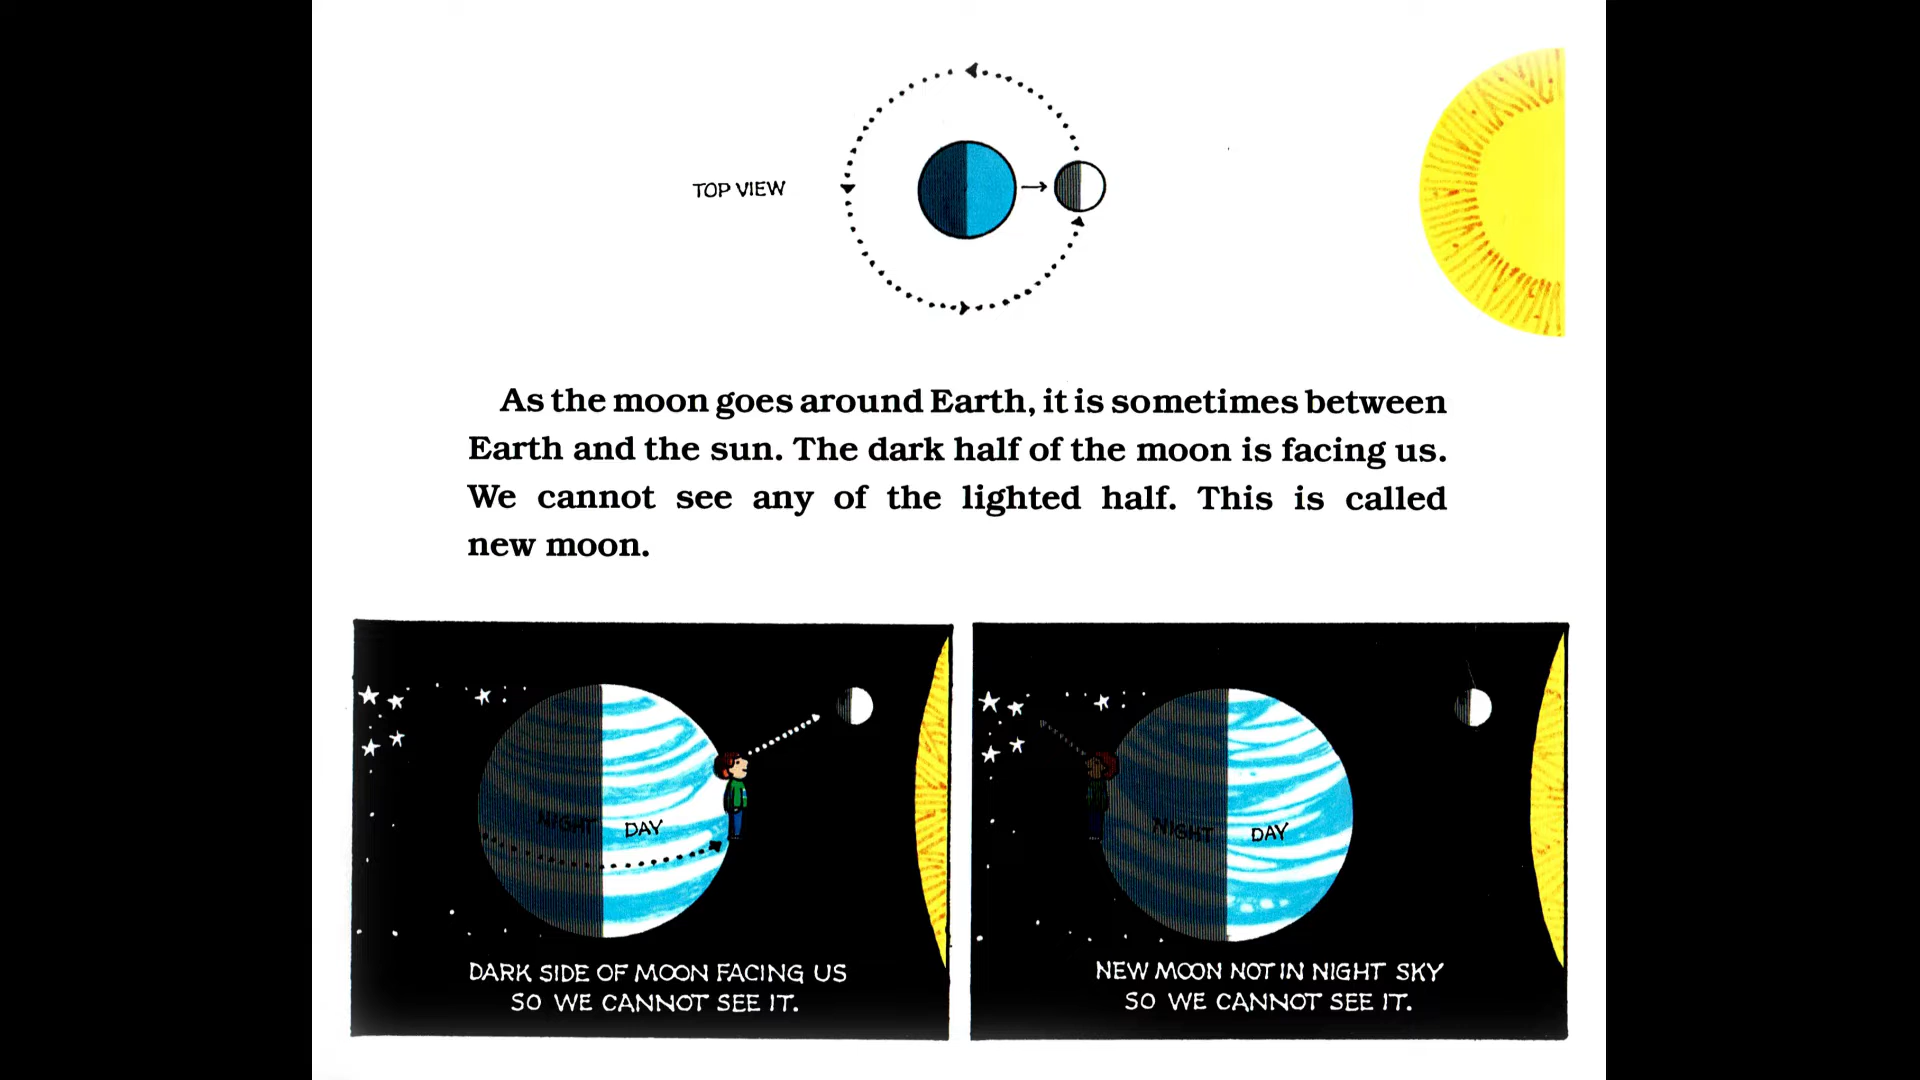 TOP VIEW
As the moon goes around Earth, it is sometimes between
Earth and the sun. The dark half of the moon is facing us.
We cannot see any of the lighted half. This is called
new moon.
NIGHT DAY
DARK SIDE OF MOON FACING US
SO WE CANNOT SEE IT.
NIGHT DAY
NEW MOON NOT IN NIGHT SKY
SO WE CANNOT SEE IT.